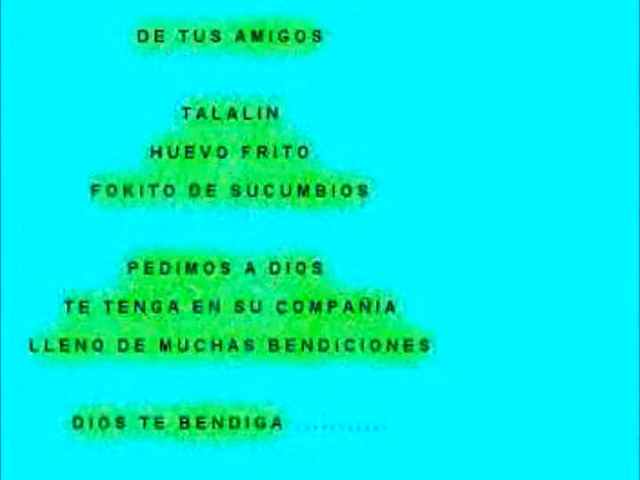 DE TUS AMIGOS
TALALIN
HUEVO FRITO
FOKITO DE SUCUMBIOS
PEDIMOS A DIOS
TE TENGA EN SU COMPAÑIA
LLENO DE MUCHAS BENDICIONES
DIOS TE BENDIGA ............